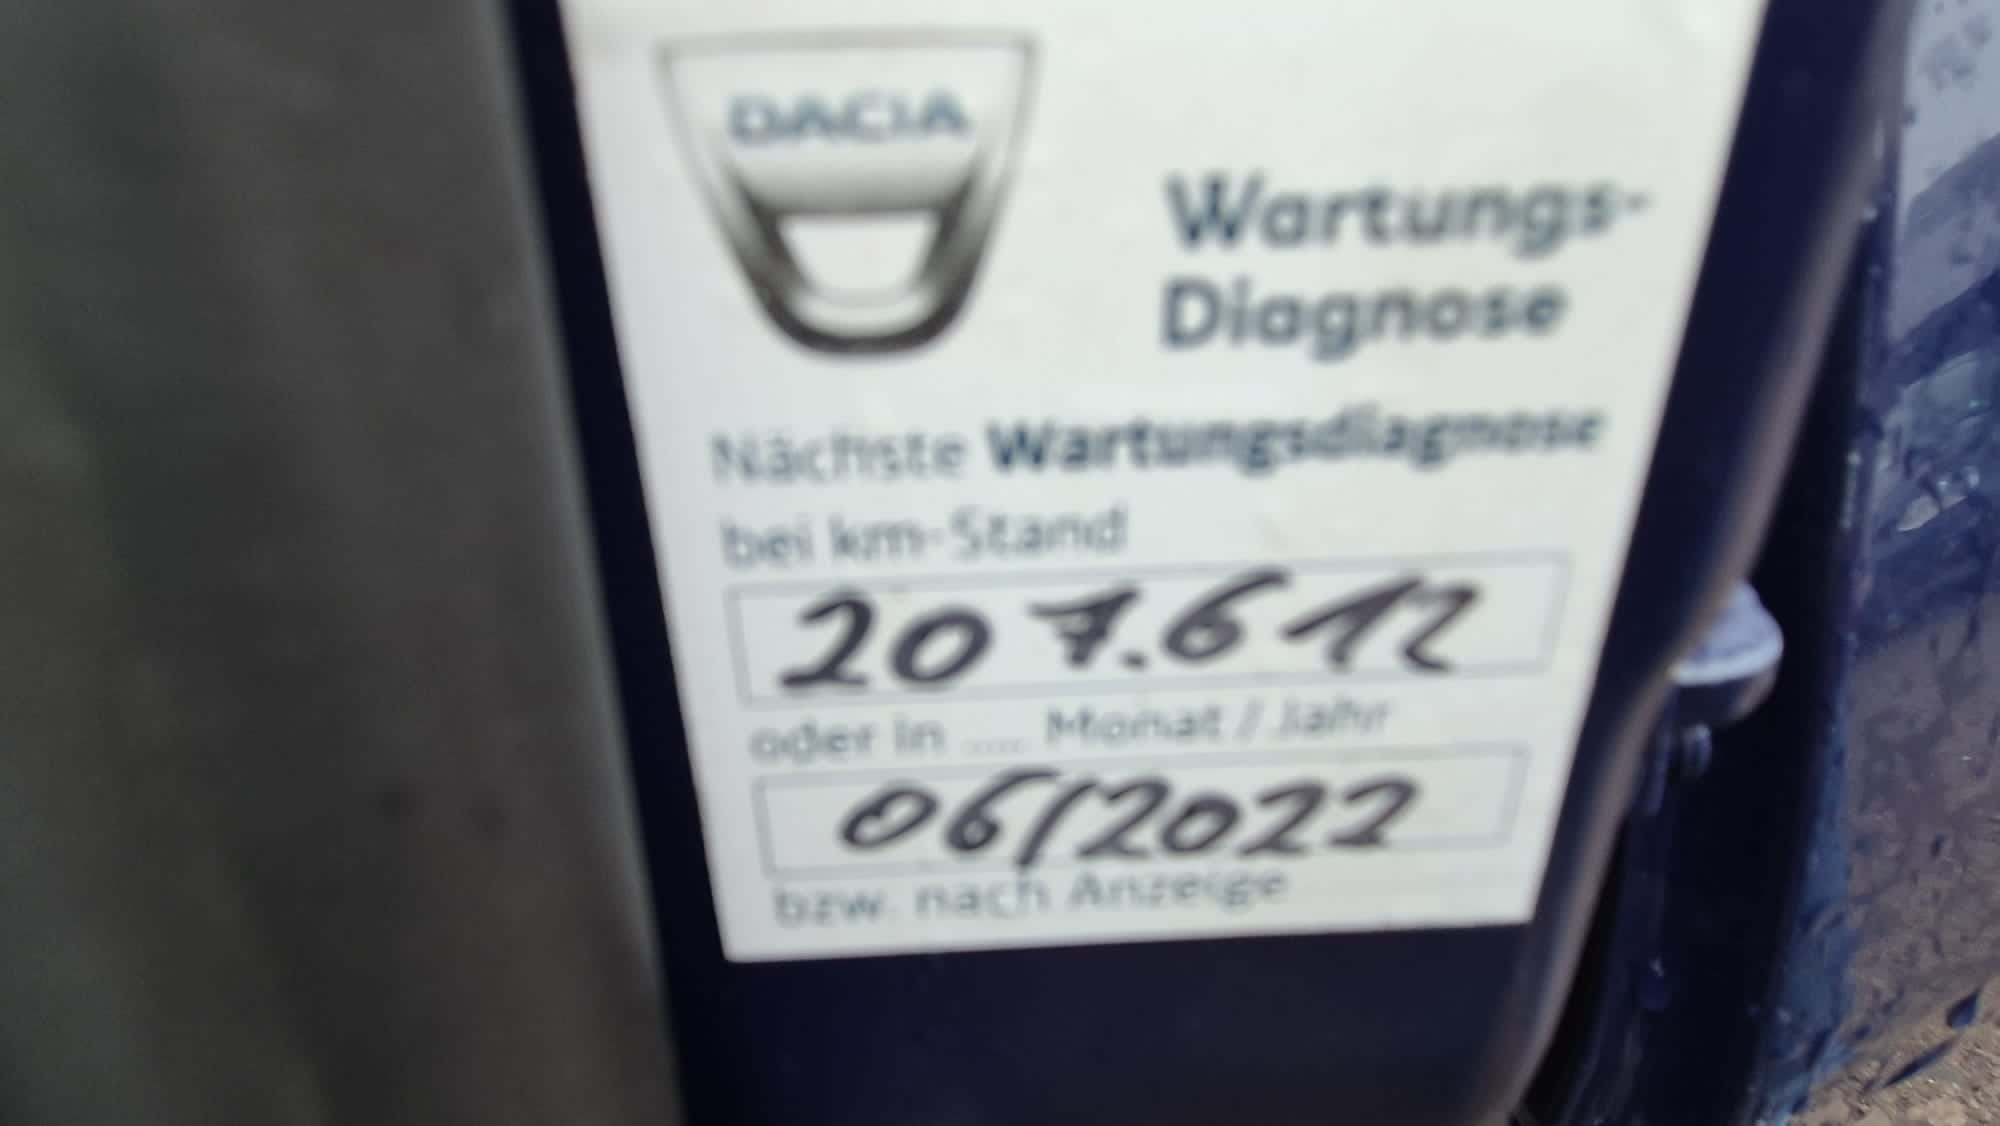 DACIA
Wartungs-
Diagnose
Nächste Wartungsdiagnose
bei km-Stand
207.612
oder in .... Monat / Jahr
06/2022
bzw. nach Anzeige